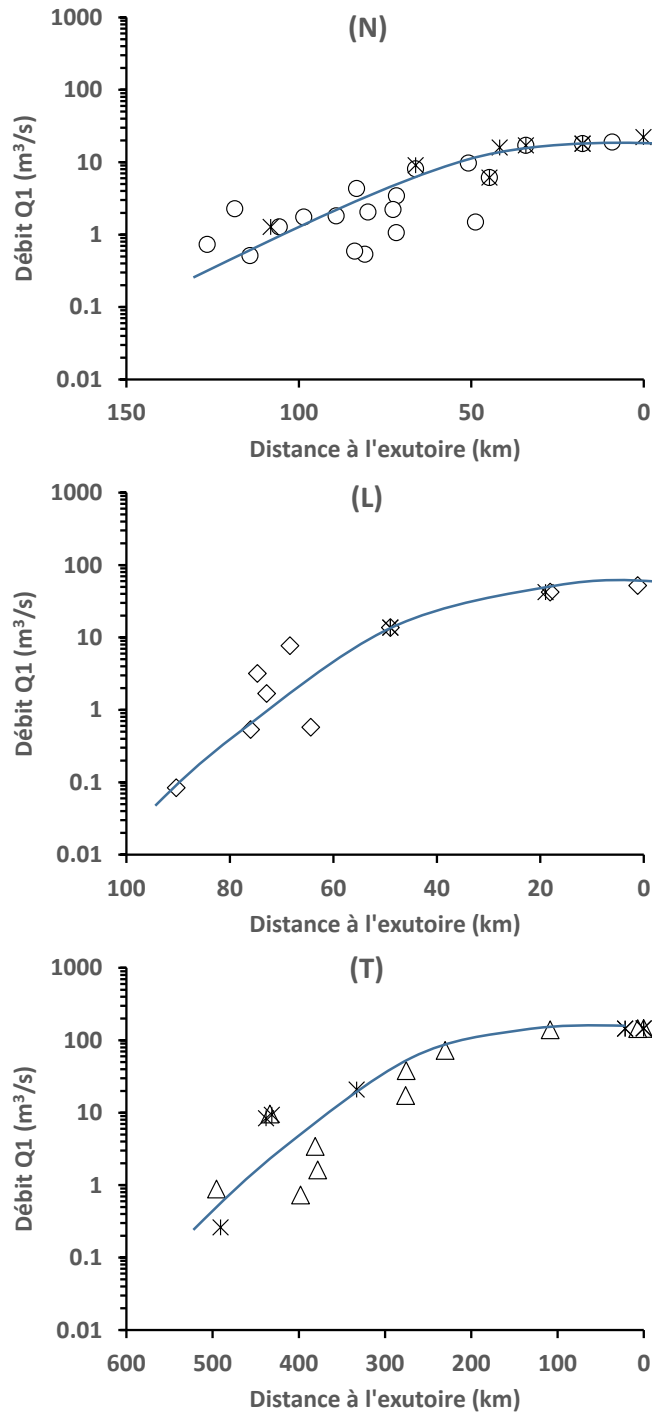 (N)
1000
100
10
1
0.1
0.01
Débit Q1 (m³/s)
150 100 50 0
Distance à l'exutoire (km)
(L)
1000
100
10
1
0.1
0.01
Débit Q1 (m³/s)
100 80 60 40 20 0
Distance à l'exutoire (km)
(T)
1000
100
10
1
0.1
0.01
Débit Q1 (m³/s)
600 500 400 300 200 100 0
Distance à l'exutoire (km)